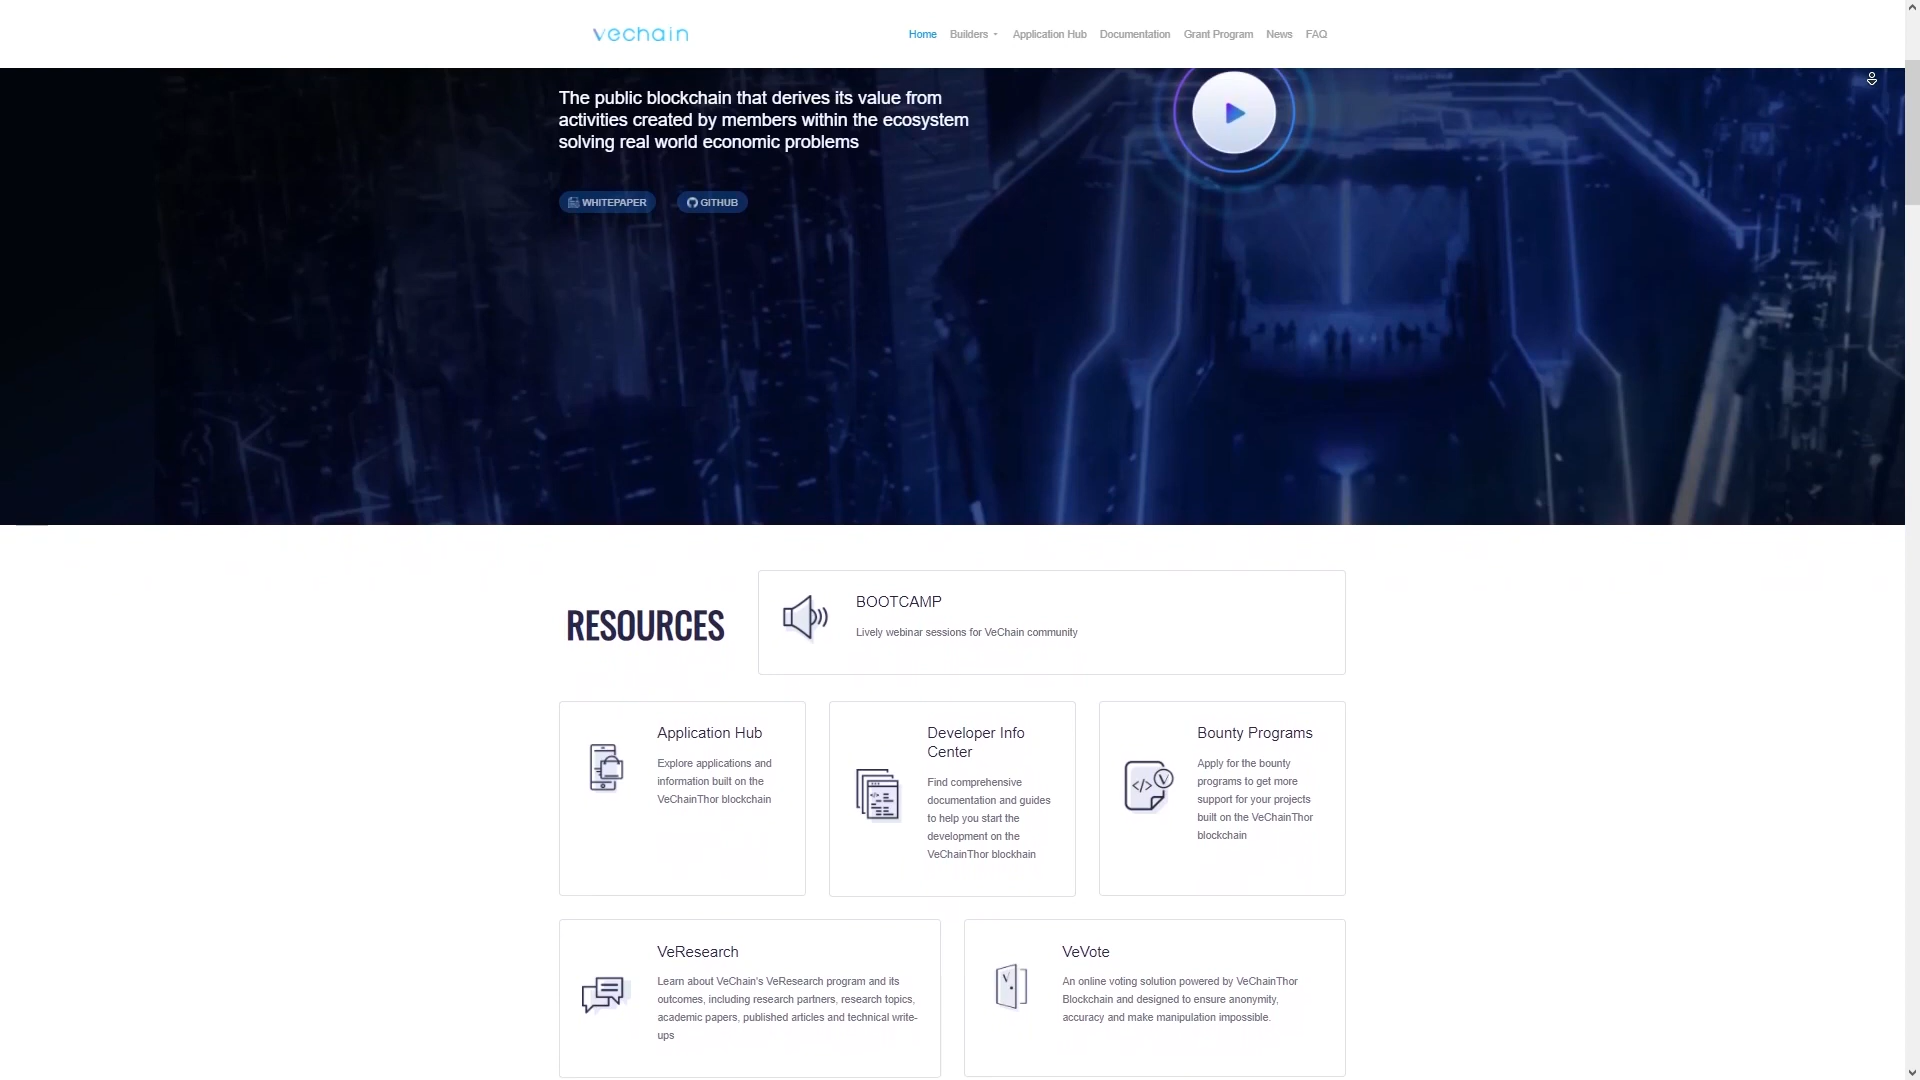 vechain
Home Builders Application Hub Documentation Grant Program News FAQ
The public blockchain that derives its value from
activities created by members within the ecosystem
solving real world economic problems
WHITEPAPER GITHUB
RESOURCES
BOOTCAMP
Lively webinar sessions for VeChain community
Application Hub
Explore applications and
information built on the
VeChainThor blockchain
Developer Info
Center
Find comprehensive
documentation and guides
to help you start the
development on the
VeChainThor blockhain
Bounty Programs
Apply for the bounty
programs to get more
support for your projects
built on the VeChainThor
blockchain
VeResearch
Learn about VeChain's VeResearch program and its
outcomes, including research partners, research topics,
academic papers, published articles and technical write-
ups
VeVote
An online voting solution powered by VeChainThor
Blockchain and designed to ensure anonymity,
accuracy and make manipulation impossible.